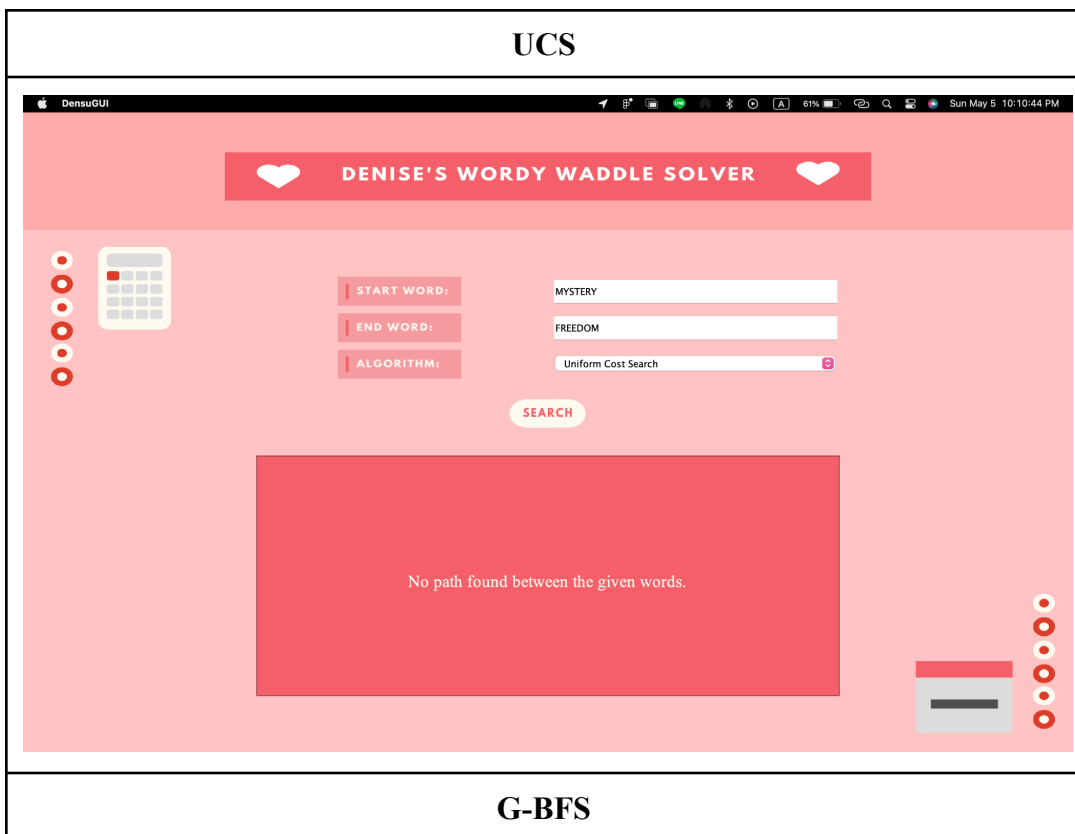 UCS
DensuGUI
A 61% Sun May 5 10:10:44 PM
DENISE'S WORDY WADDLE SOLVER
START WORD: MYSTERY
END WORD: FREEDOM
ALGORITHM: Uniform Cost Search
SEARCH
No path found between the given words.
G-BFS